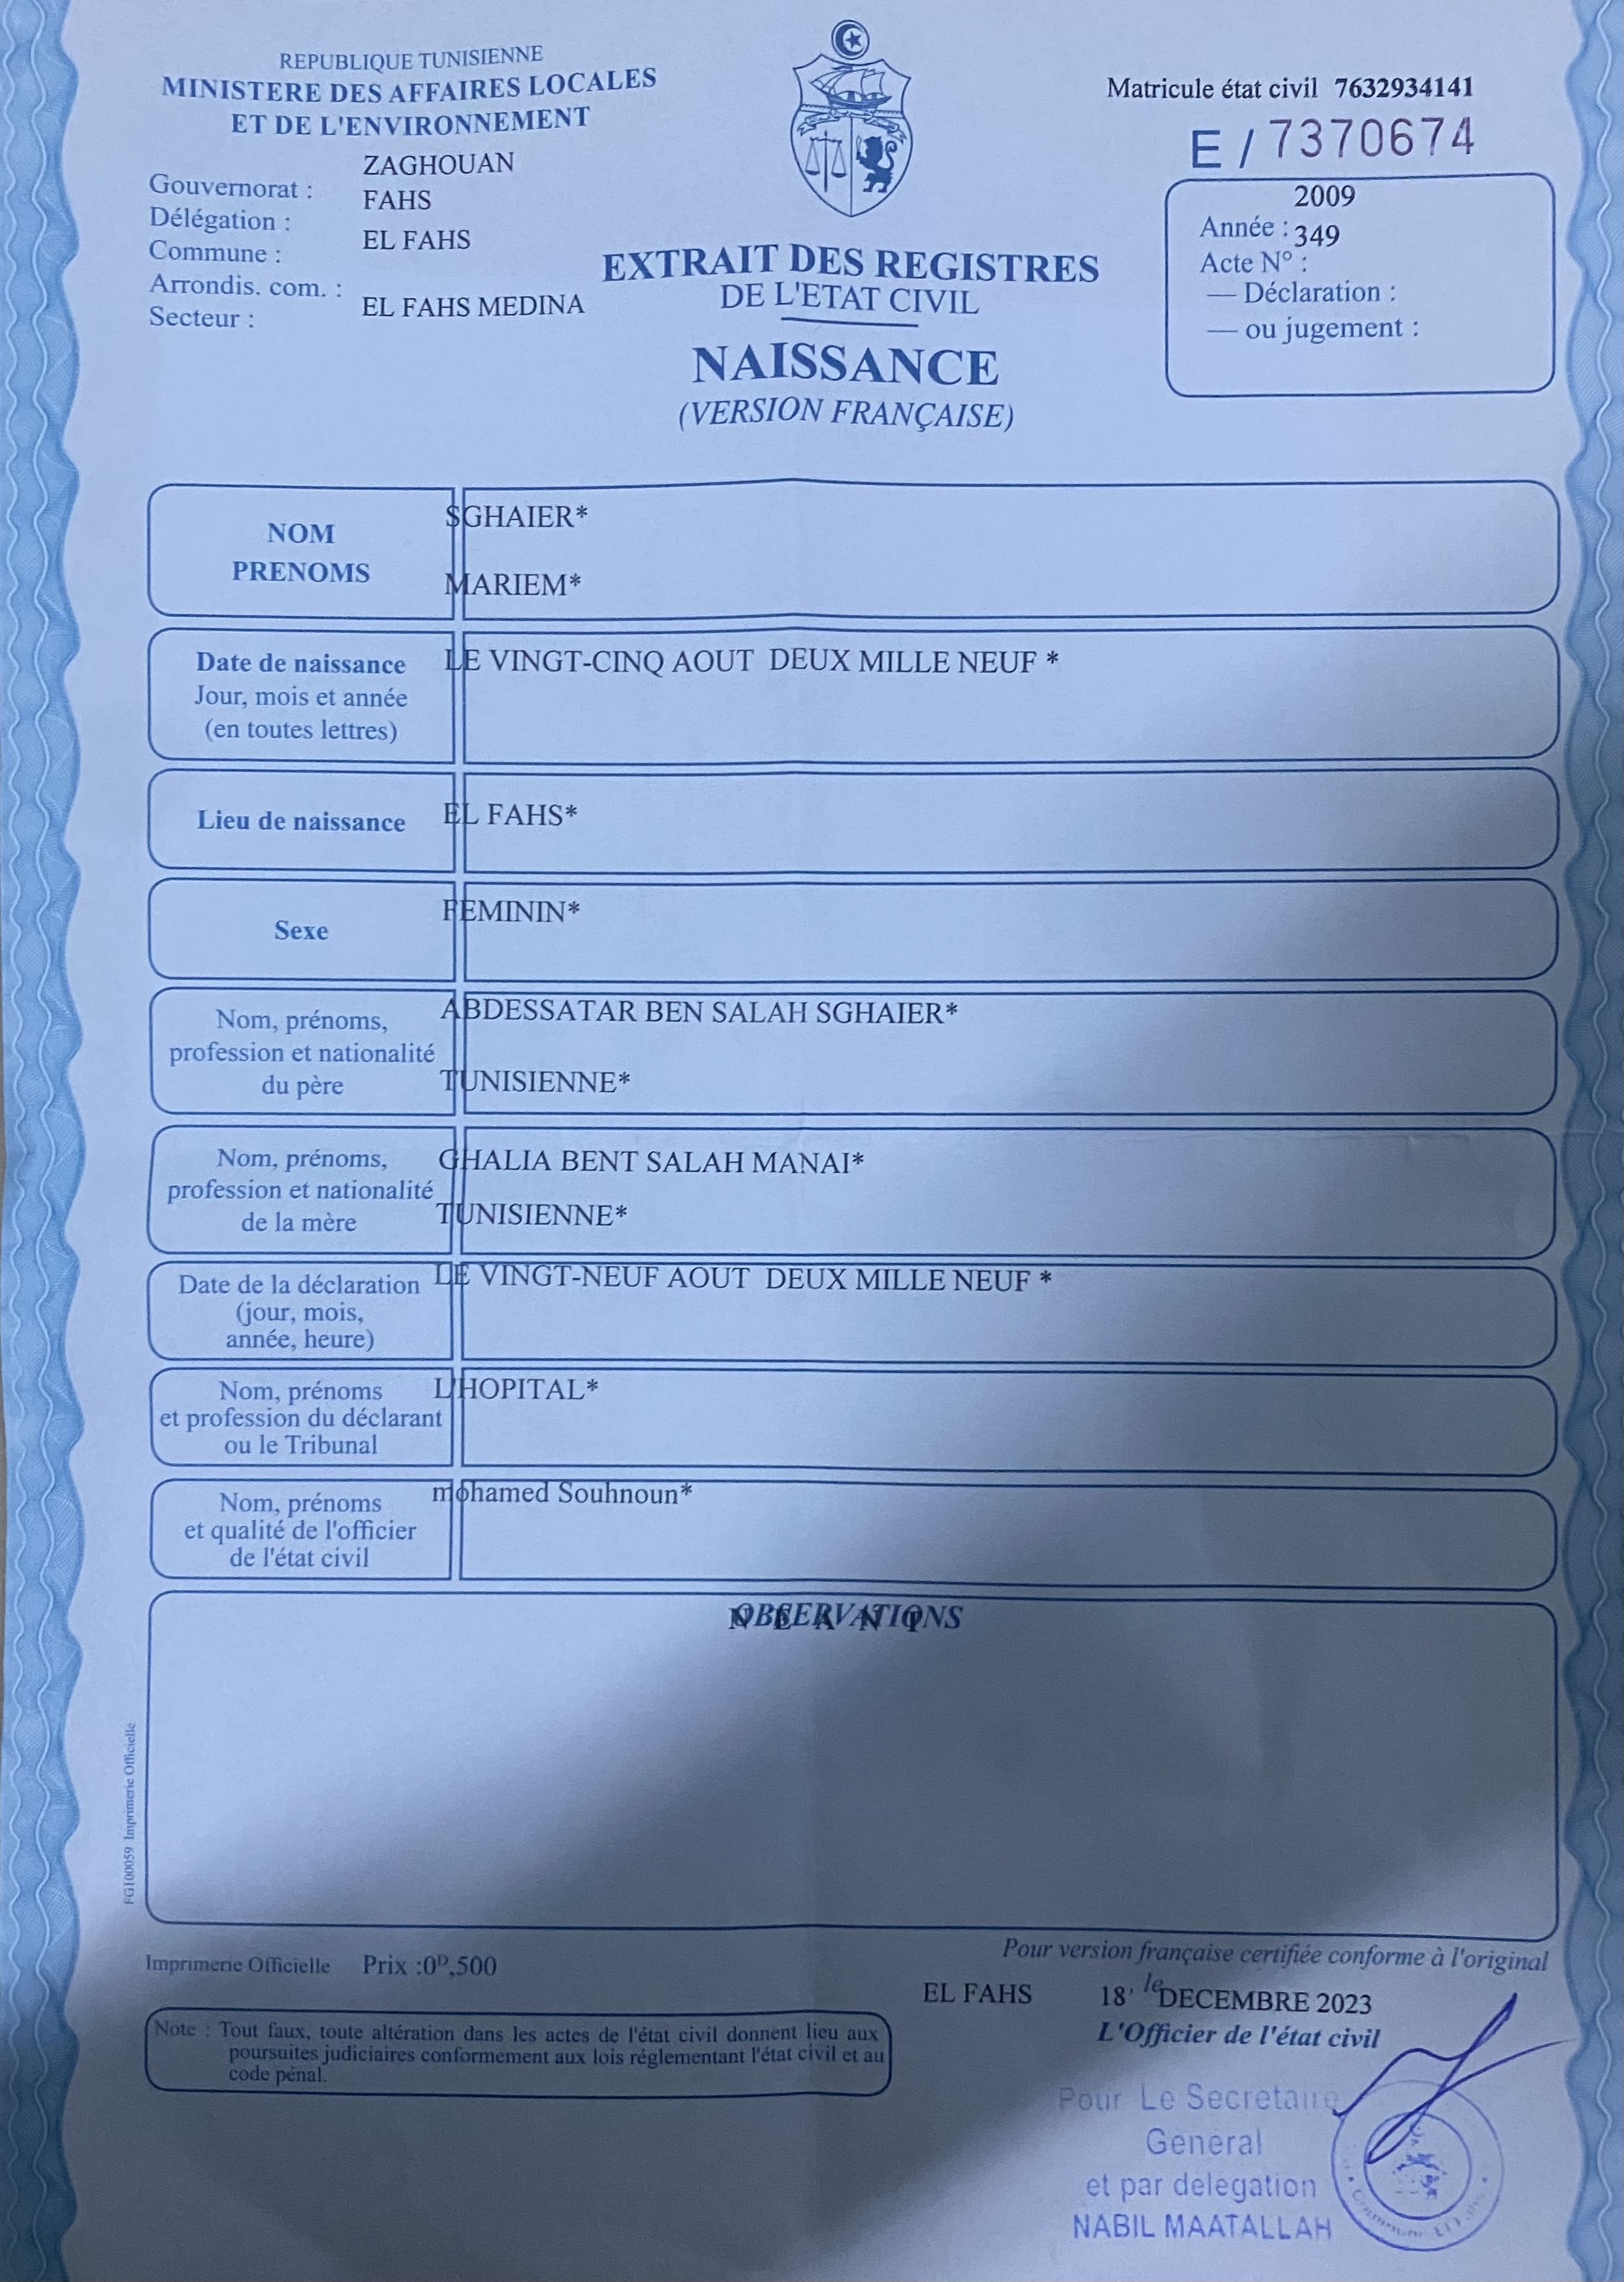 REPUBLIQUE TUNISIENNE
MINISTERE DES AFFAIRES LOCALES
ET DE L'ENVIRONNEMENT
Gouvernorat : ZAGHOUAN
Délégation : FAHS
Commune : EL FAHS
Arrondis. com. :
Secteur : EL FAHS MEDINA
Matricule état civil 7632934141
E / 7370674
2009
Année :
349
Acte N° :
— Déclaration :
— ou jugement :
EXTRAIT DES REGISTRES
DE L'ETAT CIVIL
NAISSANCE
(VERSION FRANÇAISE)
NOM
PRENOMS
SGHAIER*
MARIEM*
Date de naissance
Jour, mois et année
(en toutes lettres)
LE VINGT-CINQ AOUT DEUX MILLE NEUF *
Lieu de naissance
EL FAHS*
Sexe
FEMININ*
Nom, prénoms,
profession et nationalité
du père
ABDESSATAR BEN SALAH SGHAIER*
TUNISIENNE*
Nom, prénoms,
profession et nationalité
de la mère
GHALIA BENT SALAH MANAI*
TUNISIENNE*
Date de la déclaration
(jour, mois,
année, heure)
LE VINGT-NEUF AOUT DEUX MILLE NEUF *
Nom, prénoms
et profession du déclarant
ou le Tribunal
L'HOPITAL*
Nom, prénoms
et qualité de l'officier
de l'état civil
mohamed Souhnoun*
OBSERVATIONS
N E A N T
FG100059 Imprimerie Officielle
Imprimerie Officielle Prix :0ᴰ,500
Note : Tout faux, toute altération dans les actes de l'état civil donnent lieu aux
poursuites judiciaires conformement aux lois réglementant l'état civil et au
code pénal.
Pour version française certifiée conforme à l'original
EL FAHS le 18 DECEMBRE 2023
L'Officier de l'état civil
Pour Le Secretaire
General
et par délegation
NABIL MAATALLAH